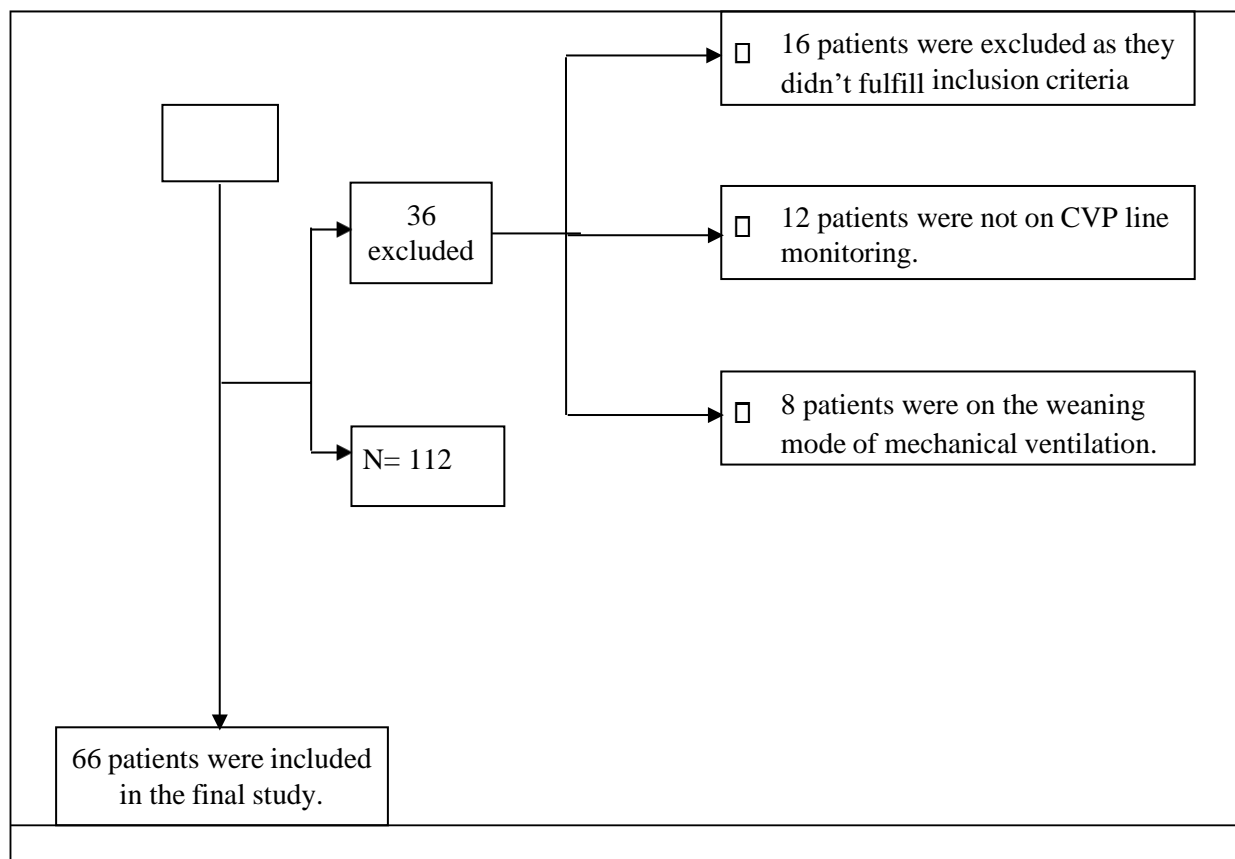 16 patients were excluded as they
didn’t fulfill inclusion criteria
36
excluded
12 patients were not on CVP line
monitoring.
N= 112
8 patients were on the weaning
mode of mechanical ventilation.
66 patients were included
in the final study.